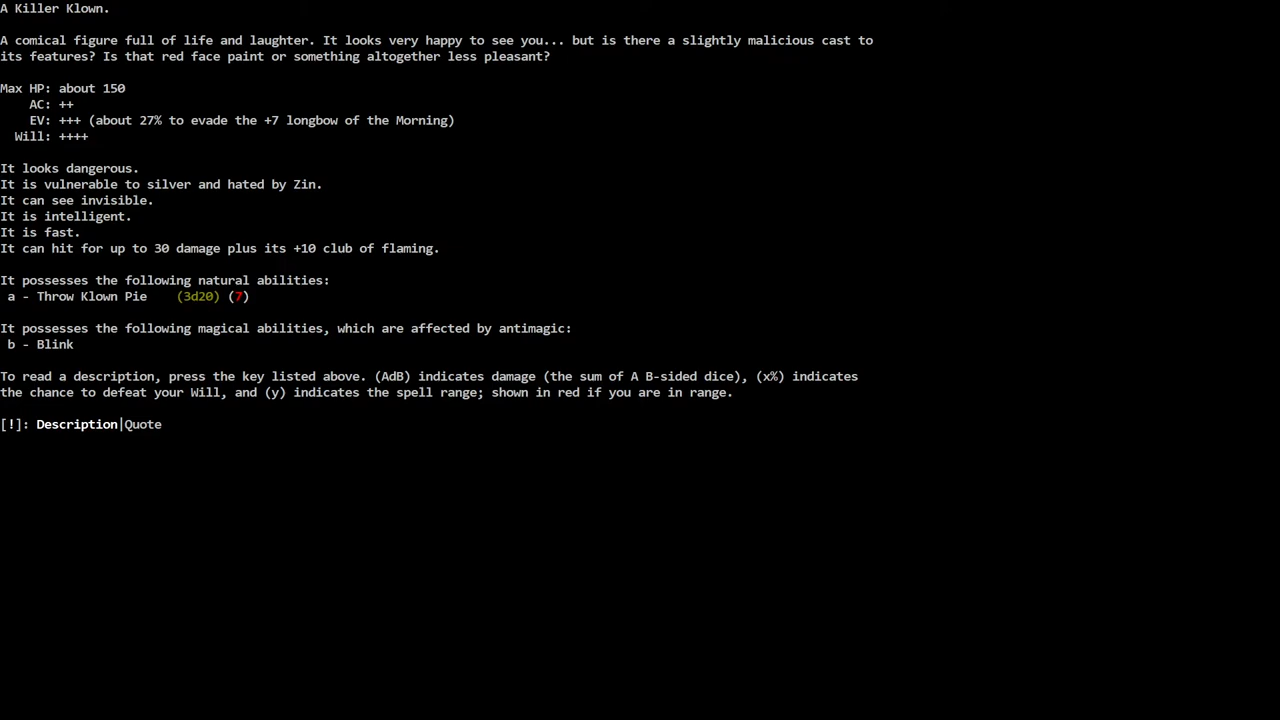 A Killer Klown.
A comical figure full of life and laughter. It looks very happy to see you... but is there a slightly malicious cast to
its features? Is that red face paint or something altogether less pleasant?
Max HP: about 150
AC: ++
EV: +++ (about 27% to evade the +7 longbow of the Morning)
Will: ++++
It looks dangerous.
It is vulnerable to silver and hated by Zin.
It can see invisible.
It is intelligent.
It is fast.
It can hit for up to 30 damage plus its +10 club of flaming.
It possesses the following natural abilities:
a - Throw Klown Pie (3d20) (7)
It possesses the following magical abilities, which are affected by antimagic:
b - Blink
To read a description, press the key listed above. (AdB) indicates damage (the sum of A B-sided dice), (x%) indicates
the chance to defeat your Will, and (y) indicates the spell range; shown in red if you are in range.
[!]: Description|Quote